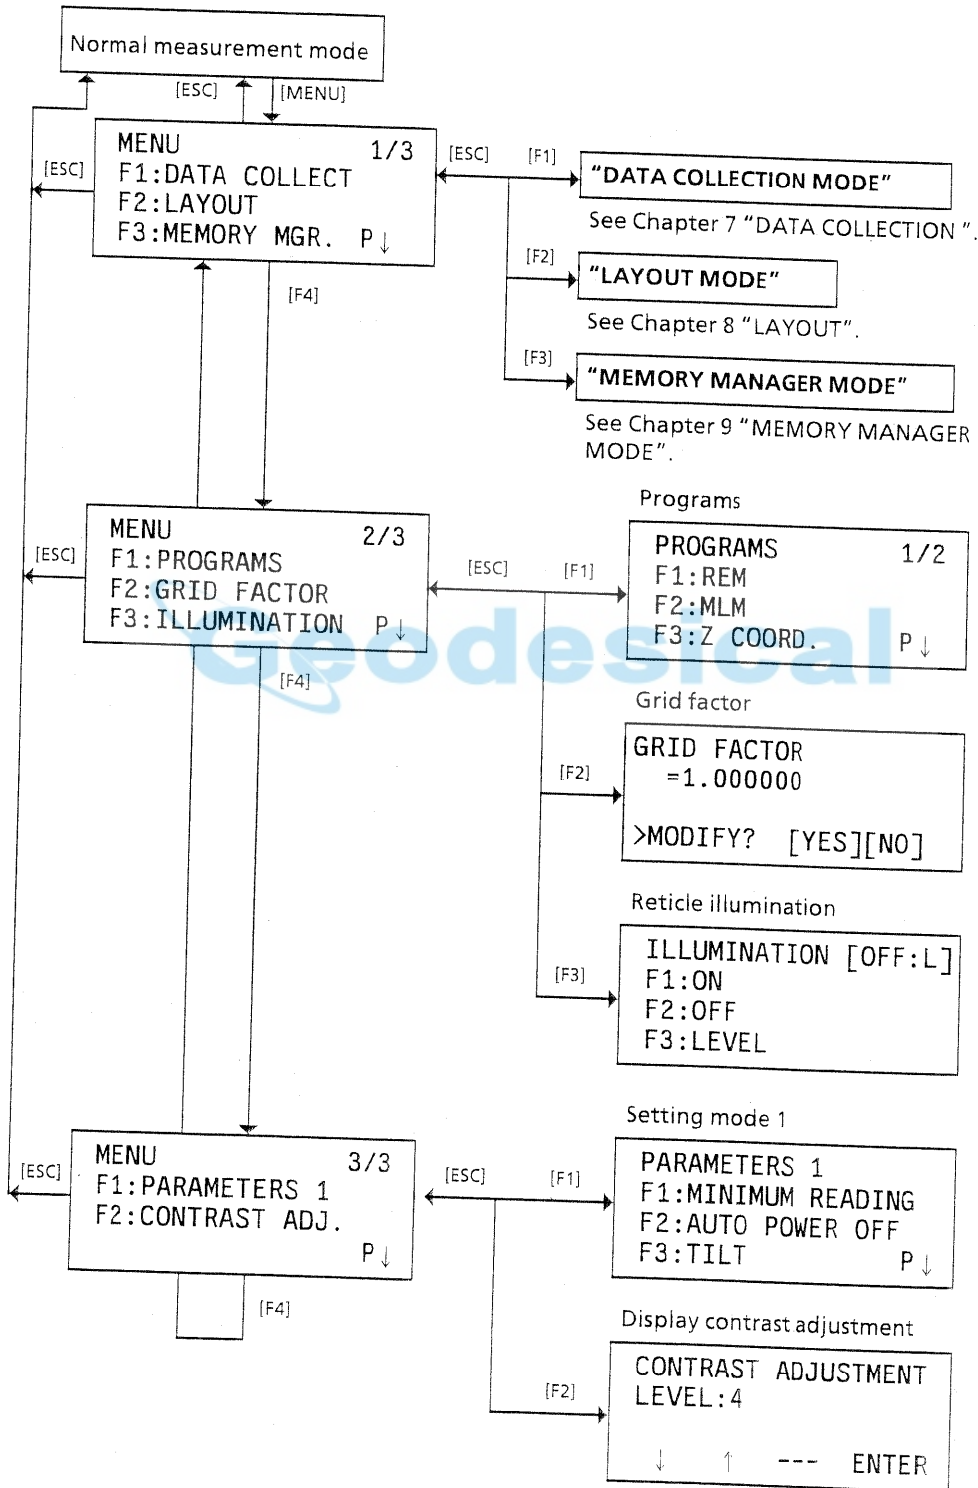 Normal measurement mode
[ESC] [MENU]
MENU 1/3
F1:DATA COLLECT
F2:LAYOUT
F3:MEMORY MGR. P↓
[ESC]
[ESC] [F1]
"DATA COLLECTION MODE"
See Chapter 7 "DATA COLLECTION ".
[F2]
"LAYOUT MODE"
See Chapter 8 "LAYOUT".
[F3]
"MEMORY MANAGER MODE"
See Chapter 9 "MEMORY MANAGER
MODE".
[F4]
MENU 2/3
F1:PROGRAMS
F2:GRID FACTOR
F3:ILLUMINATION P↓
[ESC]
[ESC] [F1]
Programs
PROGRAMS 1/2
F1:REM
F2:MLM
F3:Z COORD. P↓
Geodesical
[F4]
Grid factor
[F2]
GRID FACTOR
=1.000000
>MODIFY? [YES][NO]
Reticle illumination
[F3]
ILLUMINATION [OFF:L]
F1:ON
F2:OFF
F3:LEVEL
MENU 3/3
F1:PARAMETERS 1
F2:CONTRAST ADJ.
P↓
[ESC]
[F4]
[ESC] [F1]
Setting mode 1
PARAMETERS 1
F1:MINIMUM READING
F2:AUTO POWER OFF
F3:TILT P↓
Display contrast adjustment
[F2]
CONTRAST ADJUSTMENT
LEVEL:4
↓ ↑ --- ENTER